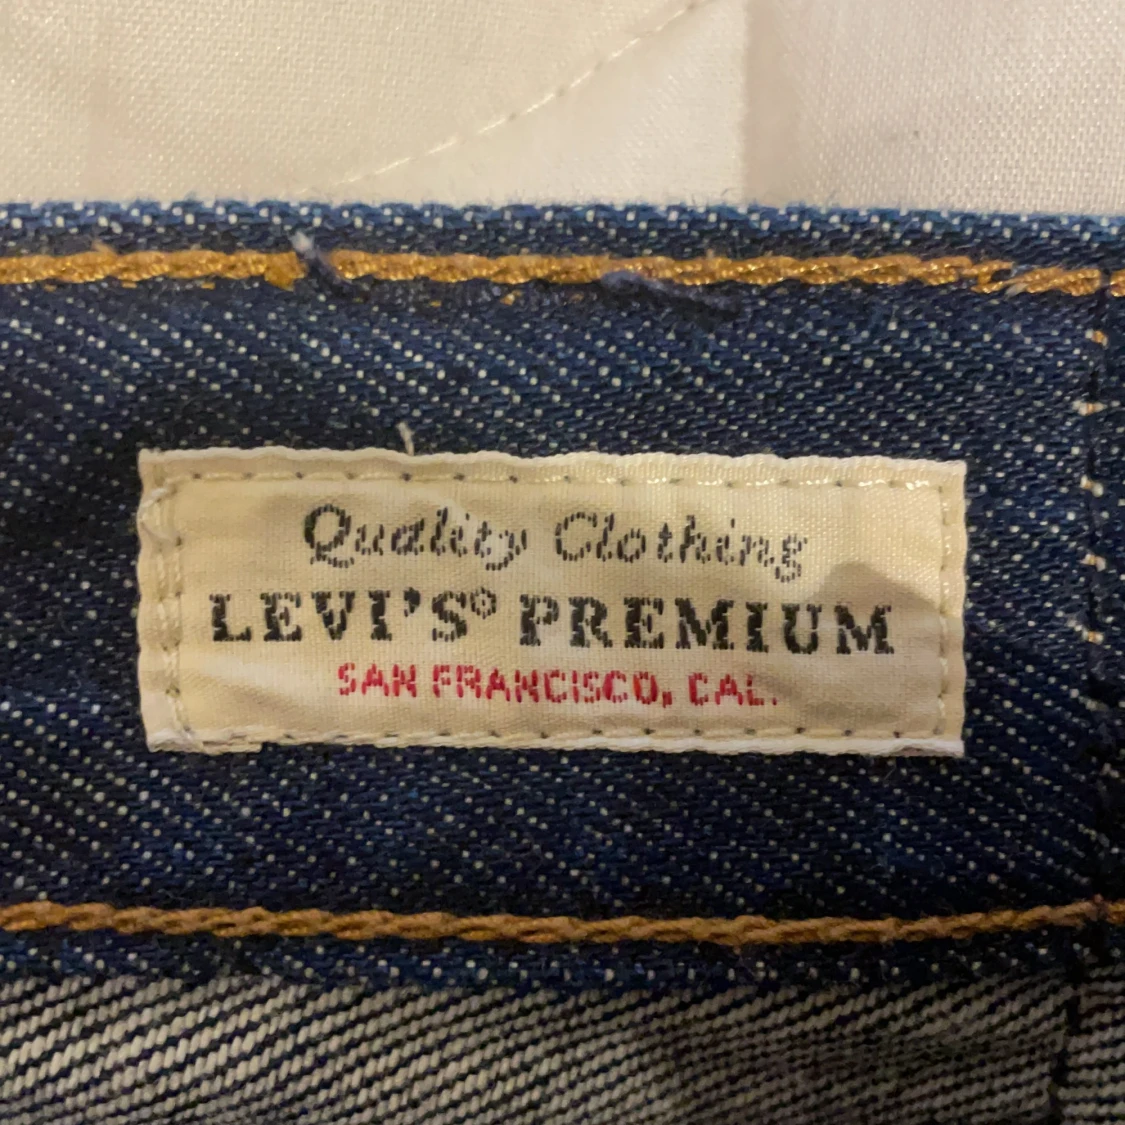 Quality Clothing
LEVI'S® PREMIUM
SAN FRANCISCO, CAL.